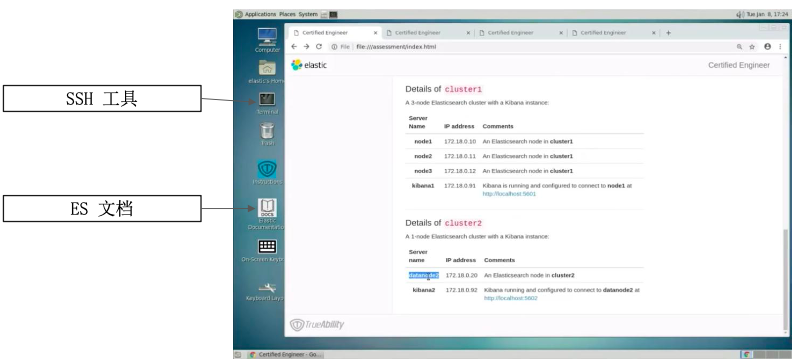 Applications Places System
Tue Jan 8, 17:24
Certified Engineer
Certified Engineer
Certified Engineer
Certified Engineer
File file:///assessment/index.html
elastic
Certified Engineer
Computer
elastic's Home
Terminal
Trash
Instructions
DOCS
Elastic
Documentatio
On-Screen Keybo
Keyboard Layou
SSH 工具
ES 文档
Details of cluster1
A 3-node Elasticsearch cluster with a Kibana instance:
Server
Name IP address Comments
node1 172.18.0.10 An Elasticsearch node in cluster1
node2 172.18.0.11 An Elasticsearch node in cluster1
node3 172.18.0.12 An Elasticsearch node in cluster1
kibana1 172.18.0.91 Kibana is running and configured to connect to node1 at
http://localhost:5601
Details of cluster2
A 1-node Elasticsearch cluster with a Kibana instance:
Server
name IP address Comments
datanode2 172.18.0.20 An Elasticsearch node in cluster2
kibana2 172.18.0.92 Kibana running and configured to connect to datanode2 at
http://localhost:5602
TrueAbility
Certified Engineer - Go...